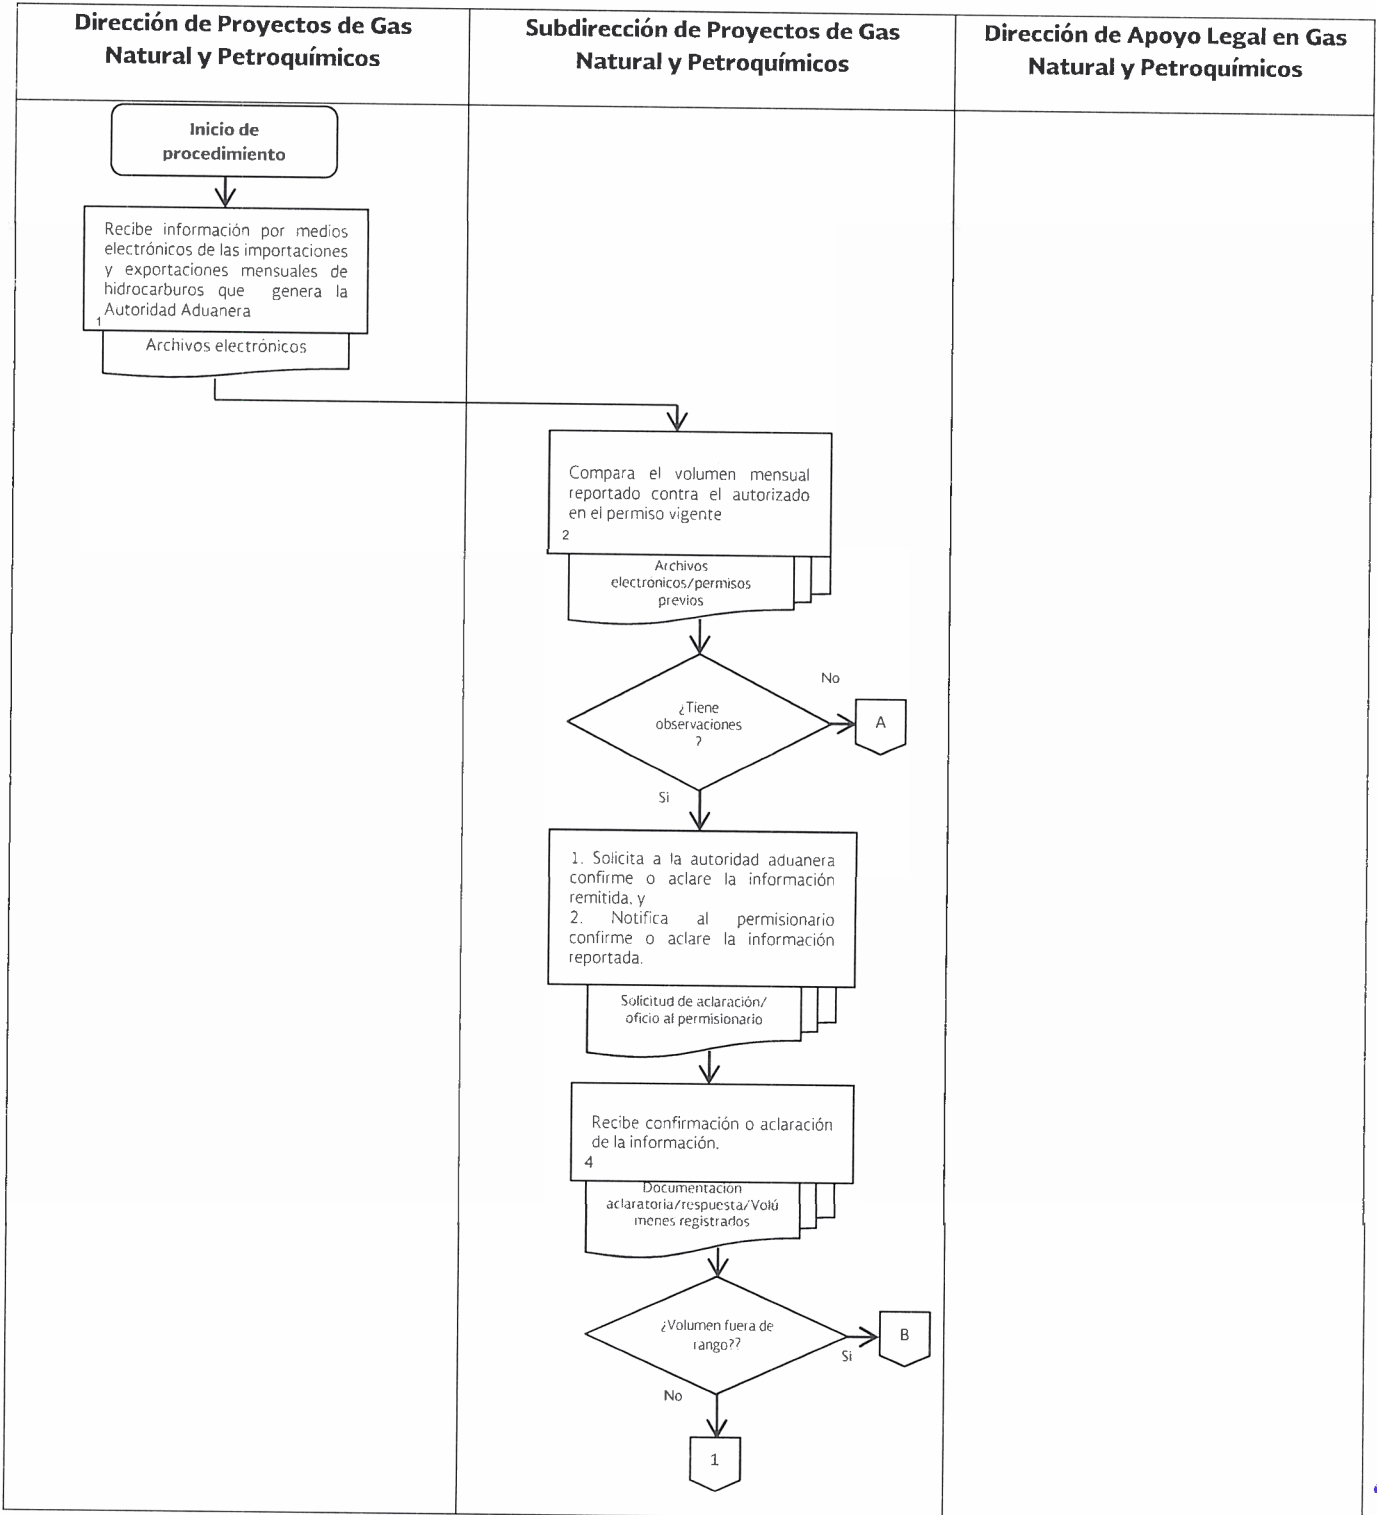 Dirección de Proyectos de Gas
Natural y Petroquímicos
Subdirección de Proyectos de Gas
Natural y Petroquímicos
Dirección de Apoyo Legal en Gas
Natural y Petroquímicos
Inicio de
procedimiento
Recibe información por medios
electrónicos de las importaciones
y exportaciones mensuales de
hidrocarburos que genera la
Autoridad Aduanera
1
Archivos electrónicos
Compara el volumen mensual
reportado contra el autorizado
en el permiso vigente
2
Archivos
electronicos/permisos
previos
¿Tiene
observaciones
?
No
A
Si
1. Solicita a la autoridad aduanera
confirme o aclare la información
remitida, y
2. Notifica al permisionario
confirme o aclare la información
reportada.
Solicitud de aclaración/
oficio al permisionario
Recibe confirmación o aclaración
de la información.
4
Documentación
aclaratoria/respuesta/Volú
menes registrados
¿Volumen fuera de
rango??
B
Si
No
1